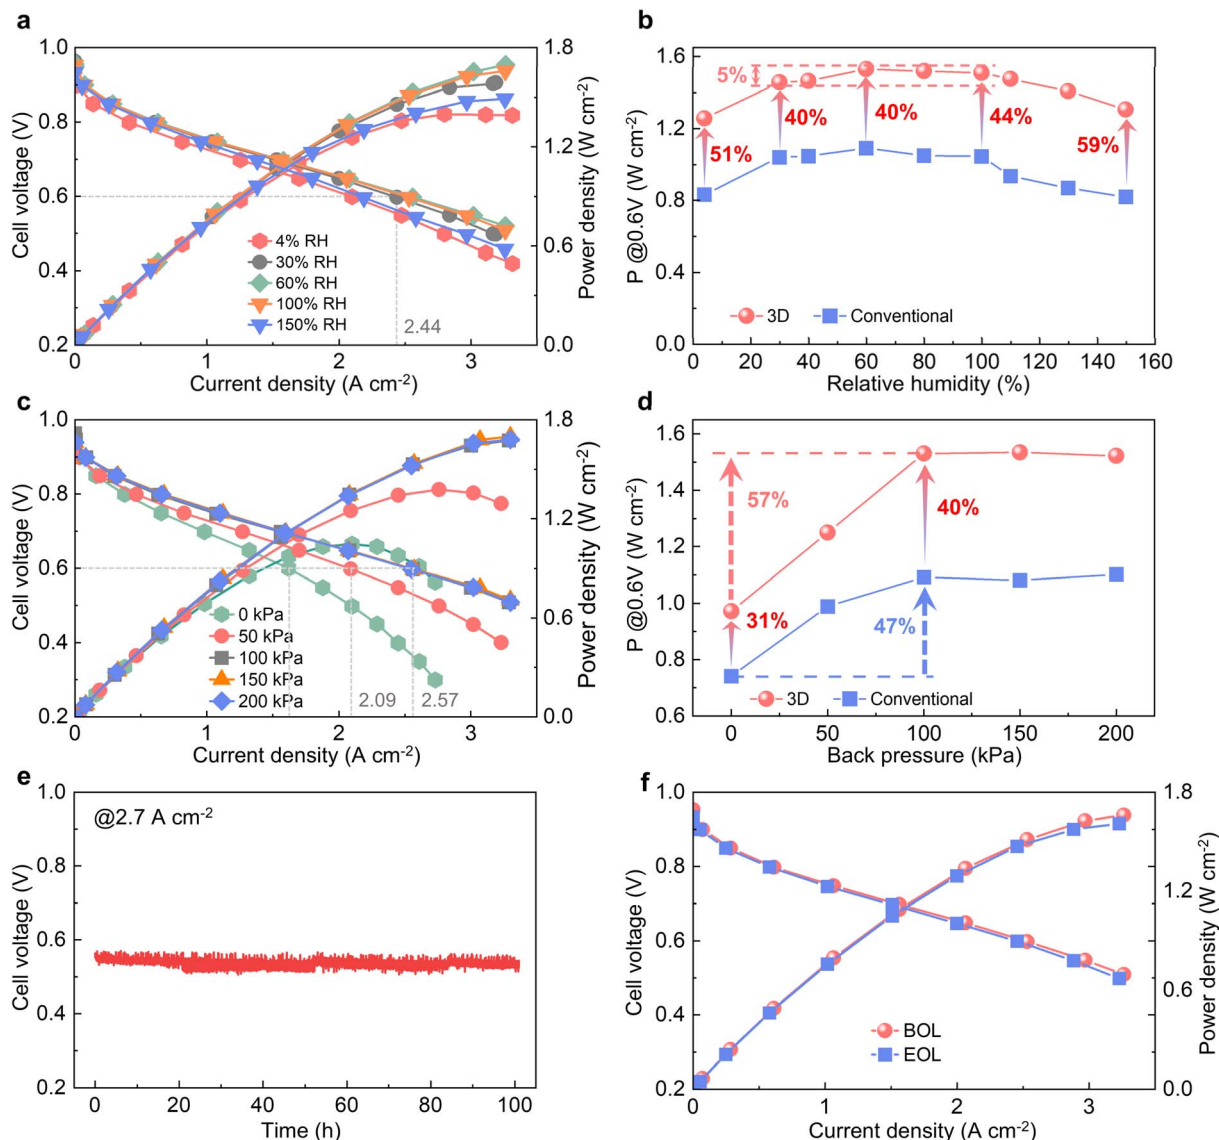 a
Cell voltage (V)
1.0
0.8
0.6
0.4
0.2
4% RH
30% RH
60% RH
100% RH
150% RH
2.44
1.8
1.2
0.6
0.0
Power density (W cm-2)
0
1
2
3
Current density (A cm-2)
b
P @0.6V (W cm-2)
1.6
1.2
0.8
0.4
0.0
5%
51%
40%
40%
44%
59%
3D
Conventional
0
20
40
60
80
100
120
140
160
Relative humidity (%)
c
Cell voltage (V)
1.0
0.8
0.6
0.4
0.2
0 kPa
50 kPa
100 kPa
150 kPa
200 kPa
2.09
2.57
1.8
1.2
0.6
0.0
Power density (W cm-2)
0
1
2
3
Current density (A cm-2)
d
P @0.6V (W cm-2)
1.6
1.4
1.2
1.0
0.8
0.6
57%
40%
31%
47%
3D
Conventional
0
50
100
150
200
Back pressure (kPa)
e
@2.7 A cm-2
Cell voltage (V)
1.0
0.8
0.6
0.4
0.2
0
20
40
60
80
100
Time (h)
f
Cell voltage (V)
1.0
0.8
0.6
0.4
0.2
BOL
EOL
1.8
1.2
0.6
0.0
Power density (W cm-2)
0
1
2
3
Current density (A cm-2)